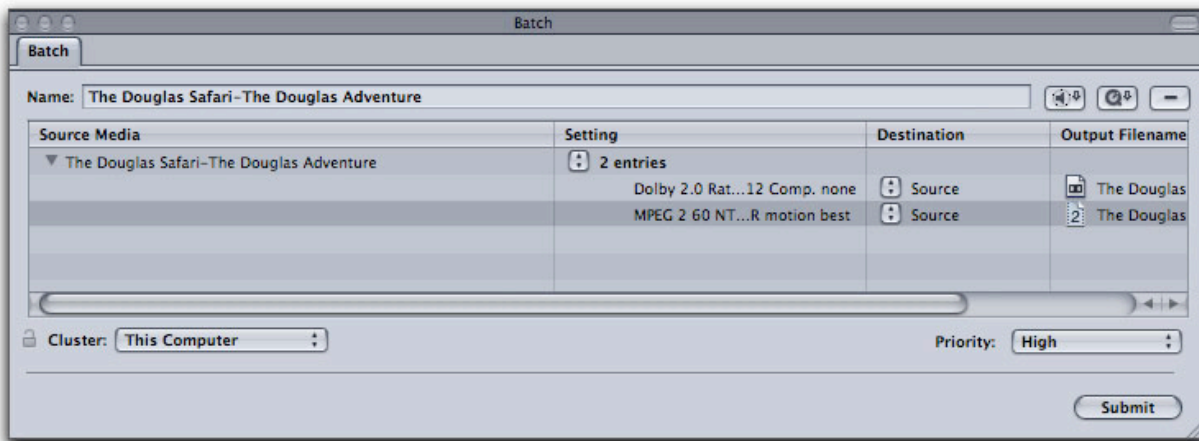 Batch
Batch
Name: The Douglas Safari-The Douglas Adventure
Source Media Setting Destination Output Filename
The Douglas Safari-The Douglas Adventure 2 entries
Dolby 2.0 Rat...12 Comp. none Source The Douglas
MPEG 2 60 NT...R motion best Source 2 The Douglas
Cluster: This Computer Priority: High
Submit